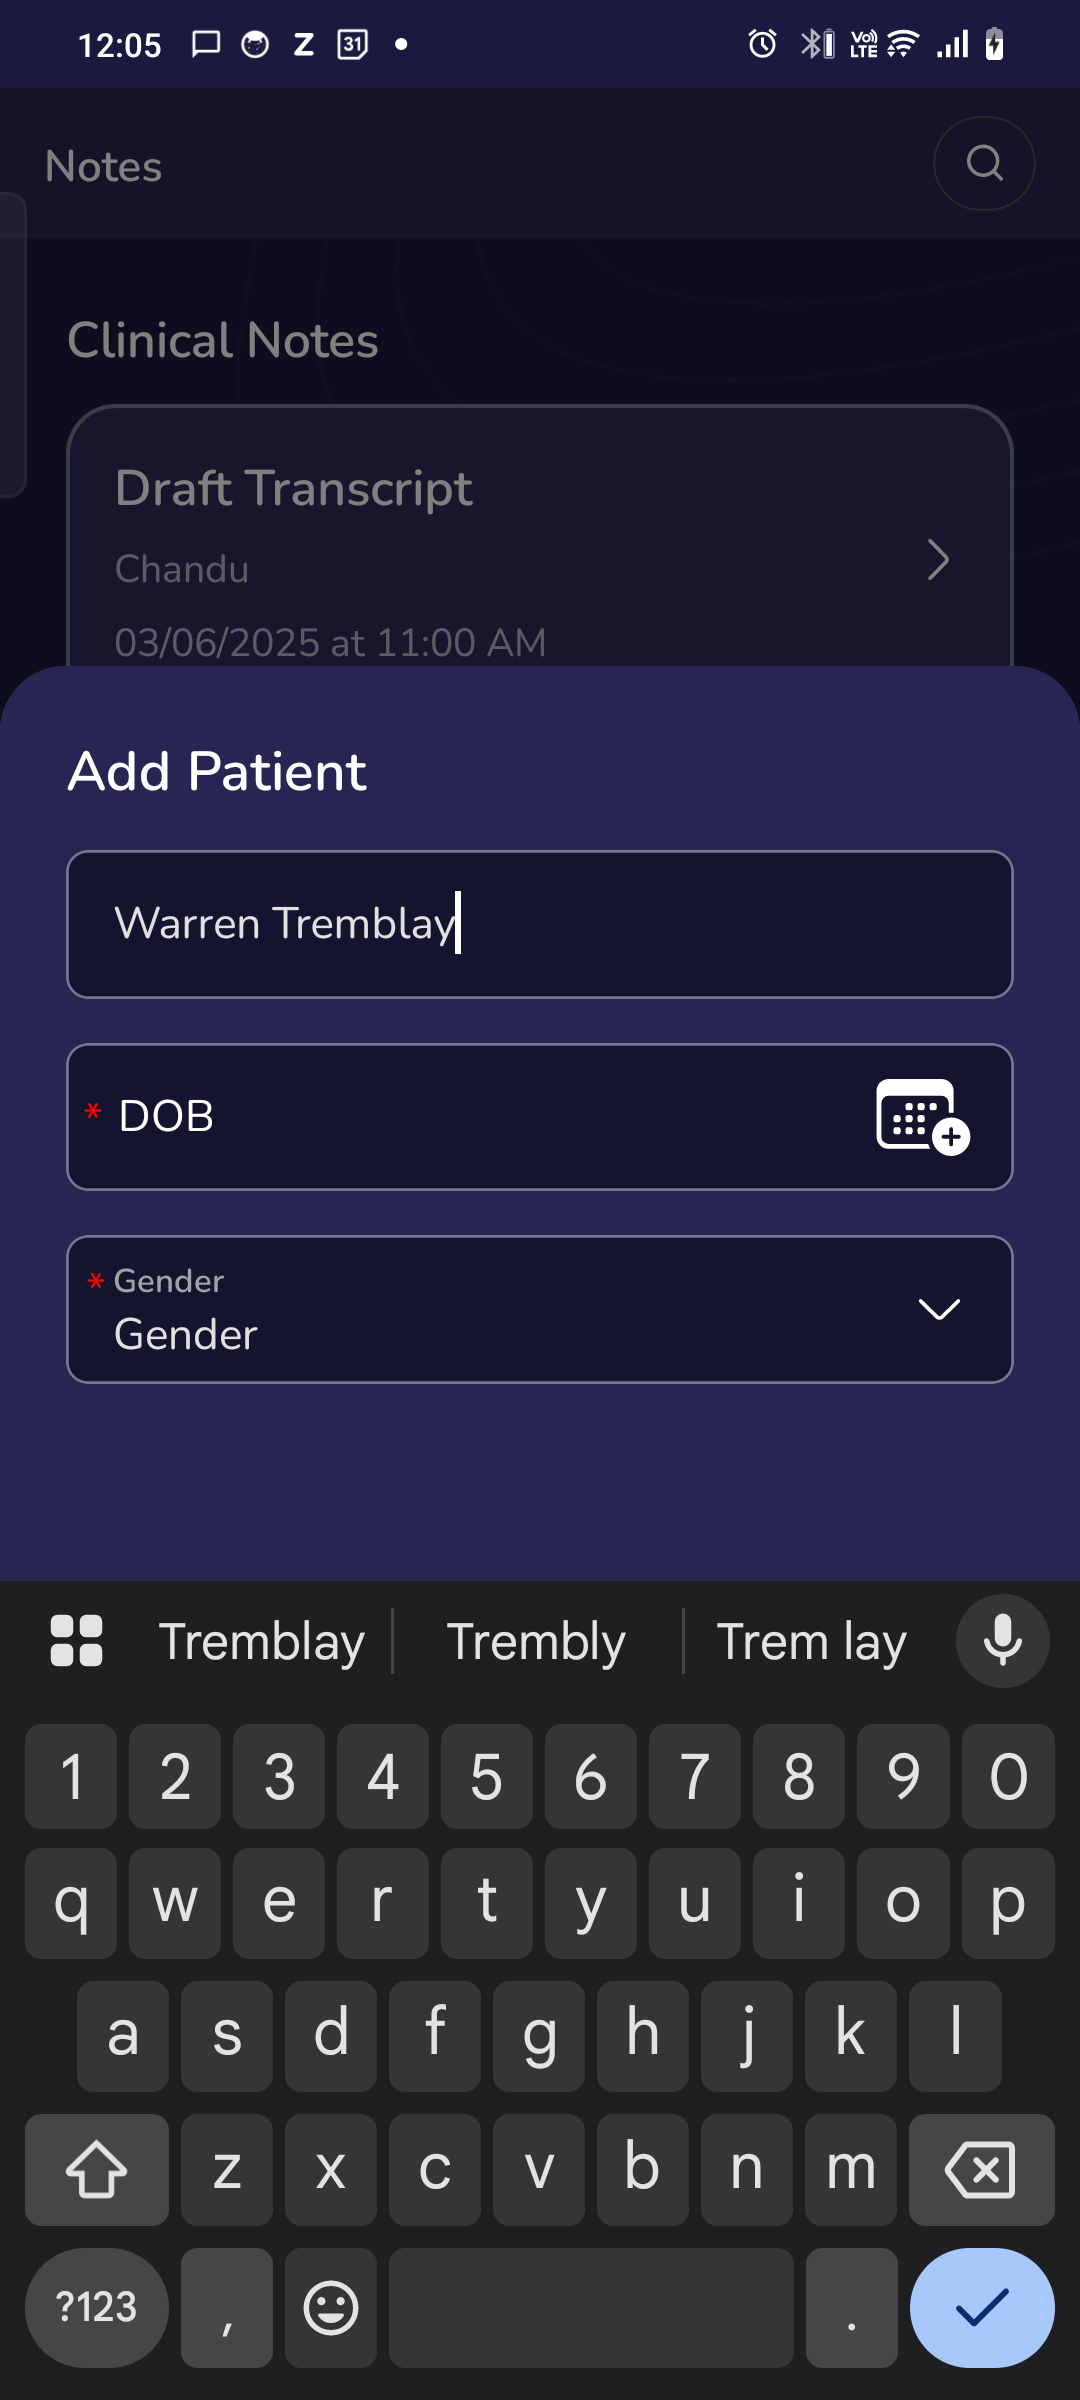 12:05 Z 31 Vo) LTE
Notes
Clinical Notes
Draft Transcript
Chandu
03/06/2025 at 11:00 AM
Add Patient
Warren Tremblay
* DOB
* Gender
Gender
Tremblay Trembly Trem lay
1 2 3 4 5 6 7 8 9 0
q w e r t y u i o p
a s d f g h j k l
z x c v b n m
?123 , .